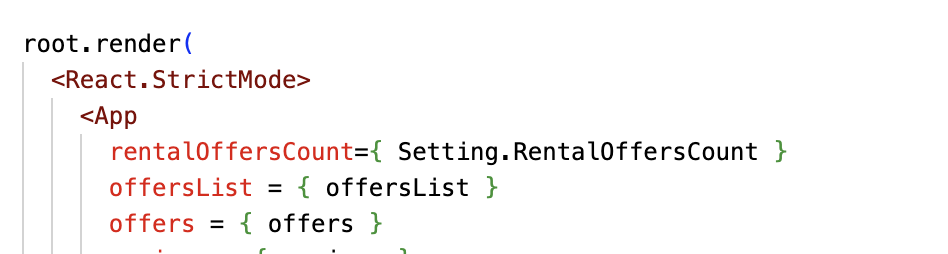 root.render(
<React.StrictMode>
<App
rentalOffersCount={ Setting.RentalOffersCount }
offersList = { offersList }
offers = { offers }